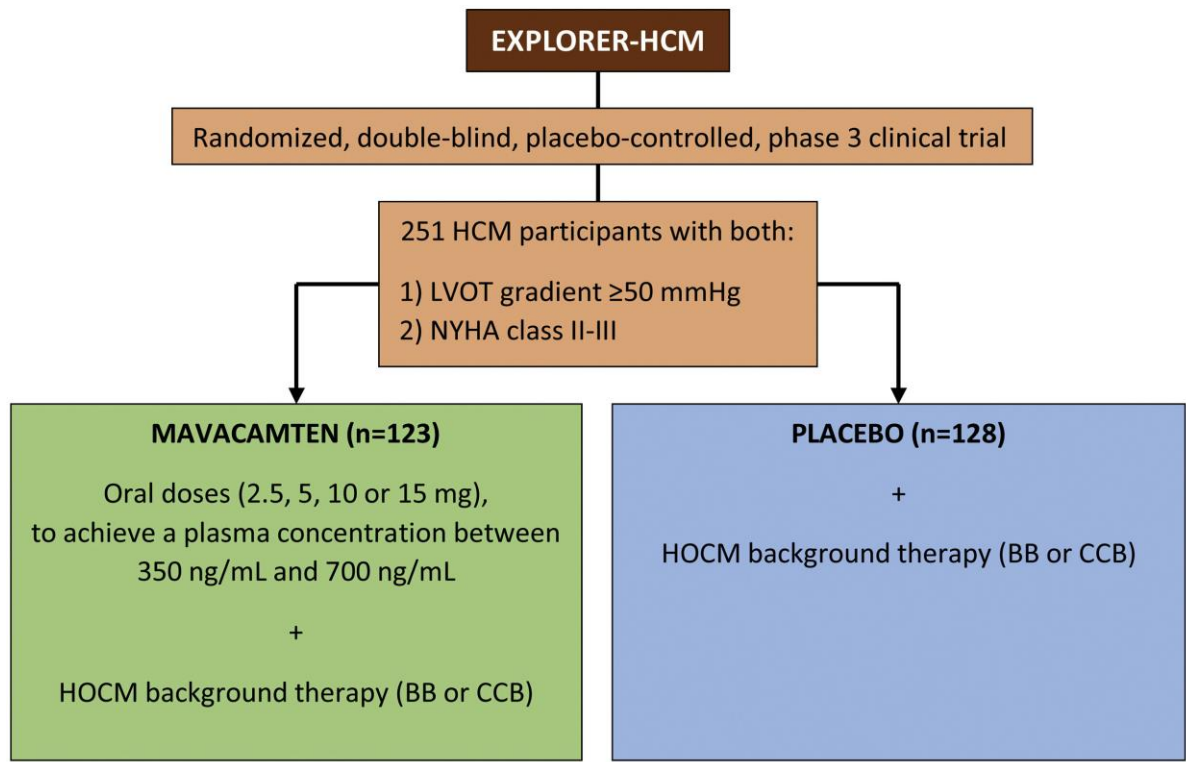 EXPLORER-HCM
Randomized, double-blind, placebo-controlled, phase 3 clinical trial
251 HCM participants with both:
1) LVOT gradient ≥50 mmHg
2) NYHA class II-III
MAVACAMTEN (n=123)
Oral doses (2.5, 5, 10 or 15 mg),
to achieve a plasma concentration between
350 ng/mL and 700 ng/mL
+
HOCM background therapy (BB or CCB)
PLACEBO (n=128)
+
HOCM background therapy (BB or CCB)